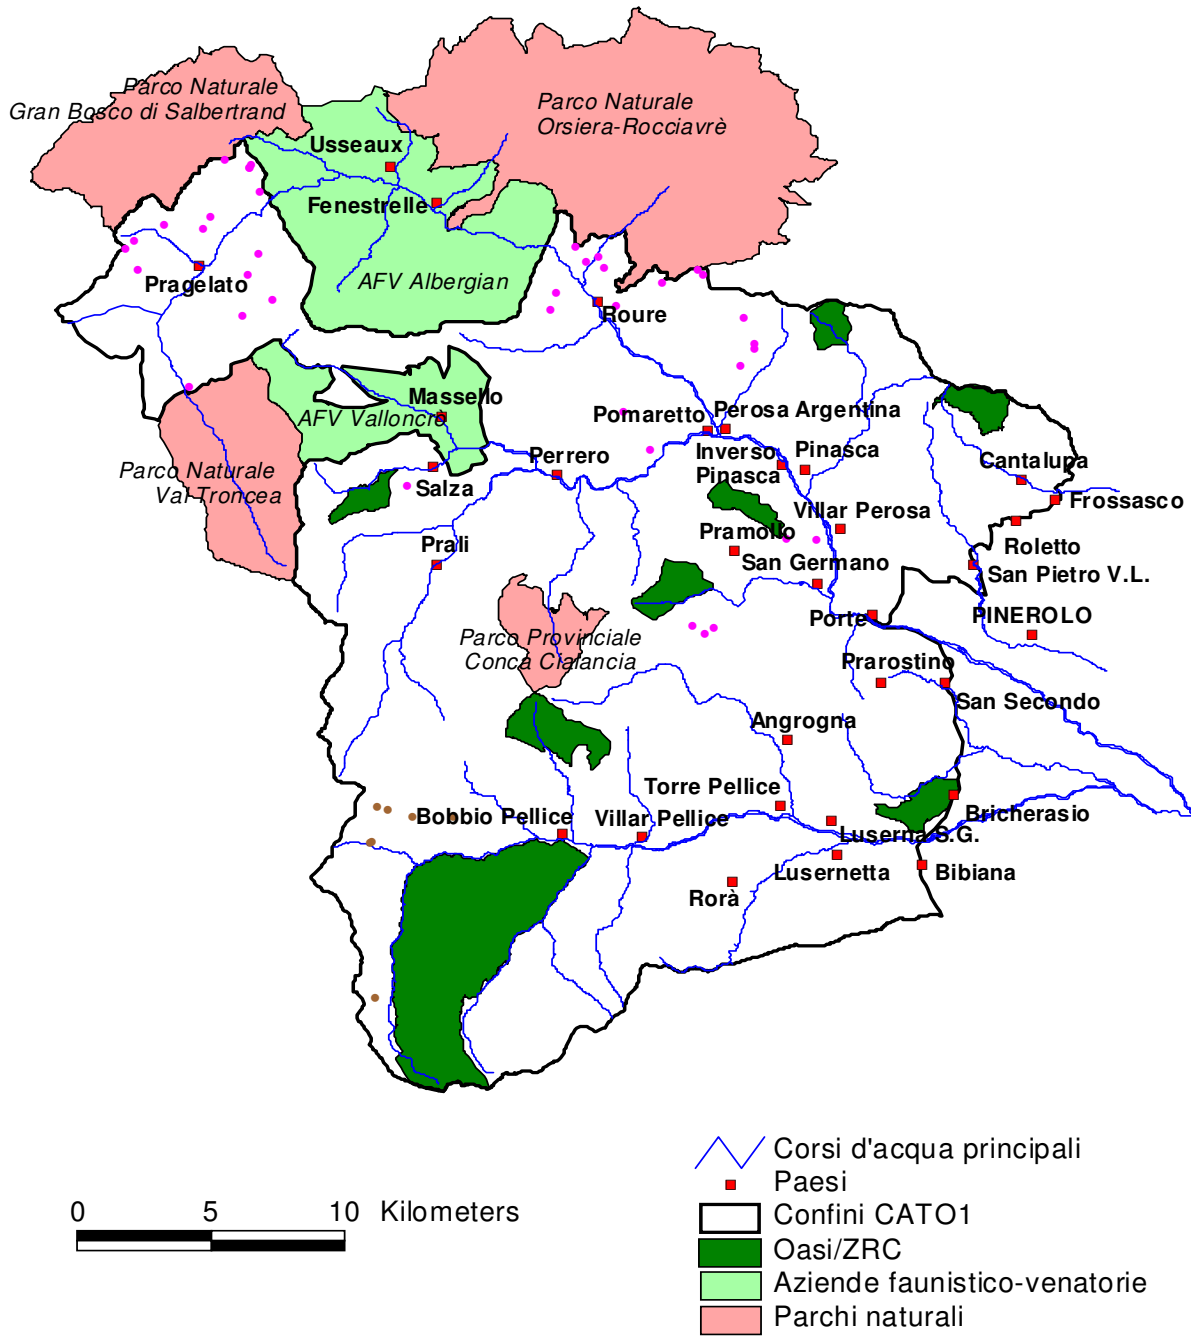 Parco Naturale
Gran Bosco di Salbertrand
Parco Naturale
Orsiera-Rocciavrè
Usseaux
Fenestrelle
AFV Albergian
Pragelato
Roure
Massello
AFV Valloncrò
Pomaretto
Perosa Argentina
Parco Naturale
Val Troncea
Perrero
Inverso
Pinasca
Pinasca
Cantalupa
Salza
Frossasco
Villar Perosa
Pramollo
Prali
San Germano
Roletto
San Pietro V.L.
Porte
PINEROLO
Parco Provinciale
Conca Cialancia
Prarostino
San Secondo
Angrogna
Torre Pellice
Bobbio Pellice
Villar Pellice
Bricherasio
Luserna S.G.
Lusernetta
Bibiana
Rorà
Corsi d'acqua principali
Paesi
0 5 10 Kilometers
Confini CATO1
Oasi/ZRC
Aziende faunistico-venatorie
Parchi naturali